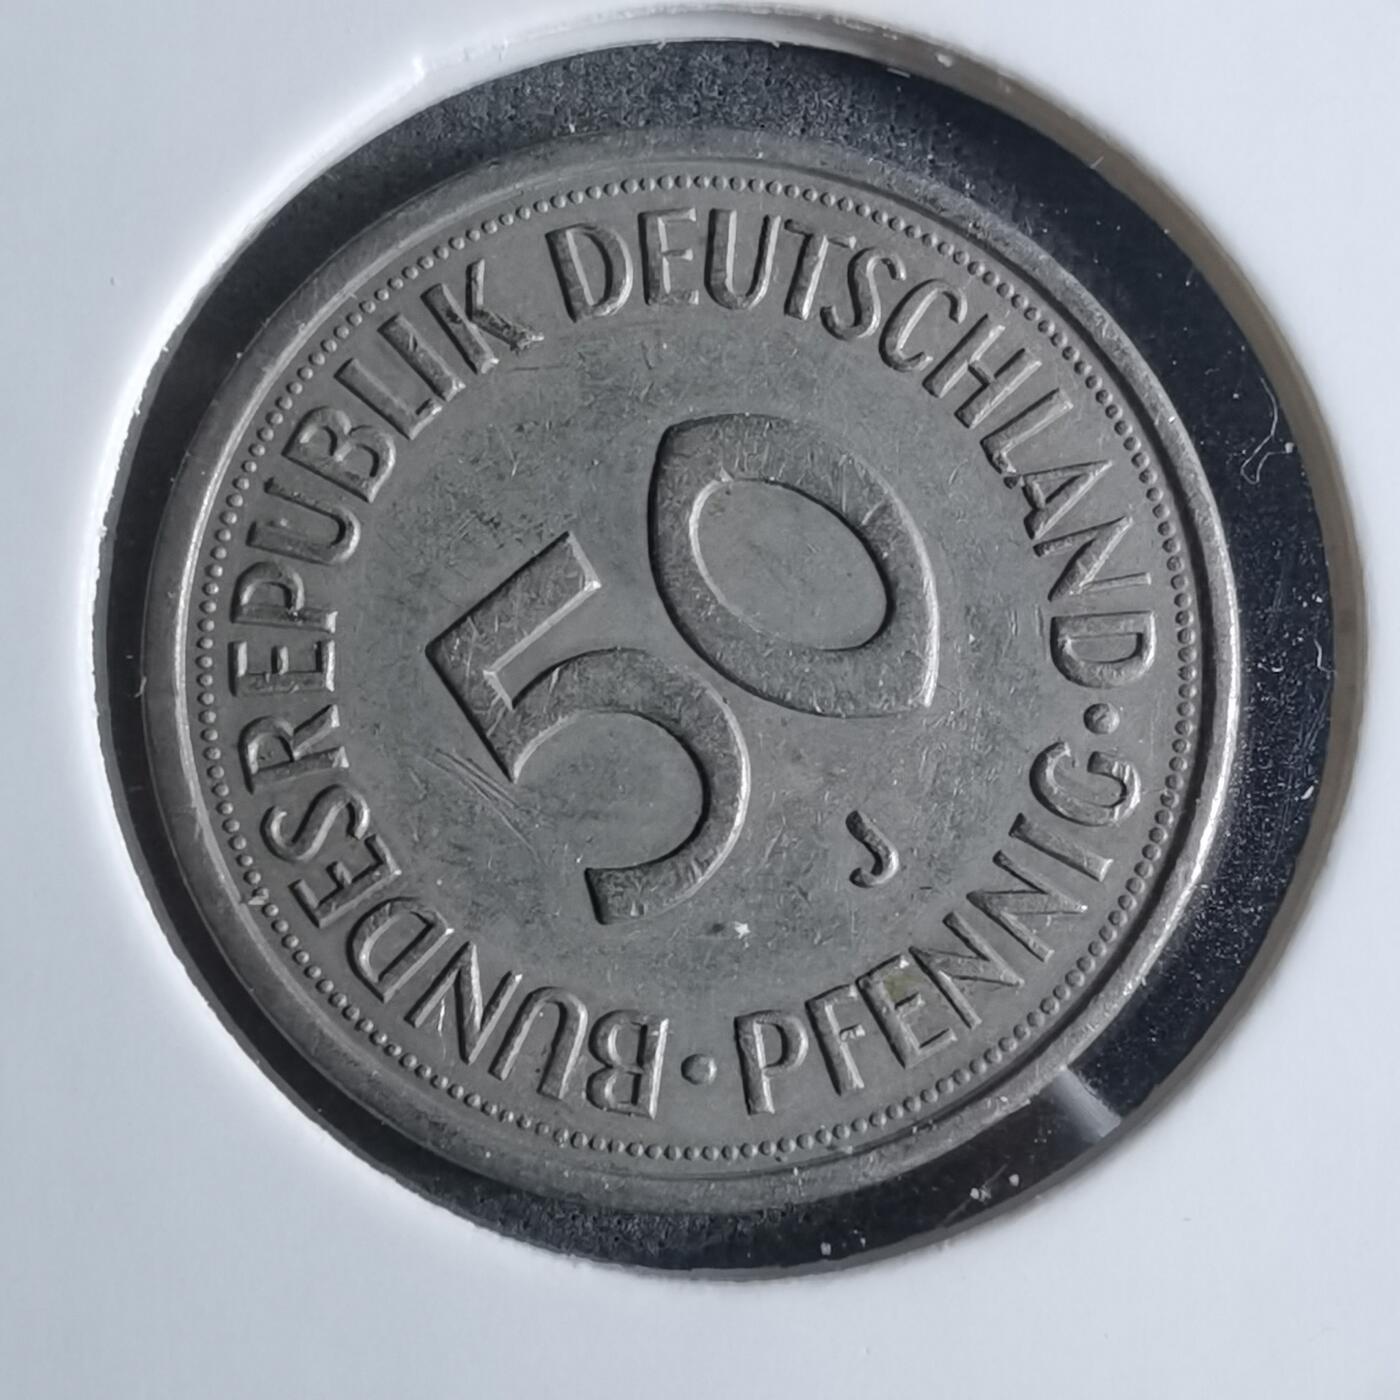 BUNDESREPUBLIK DEUTSCHLAND
50
J
• PFENNIG •